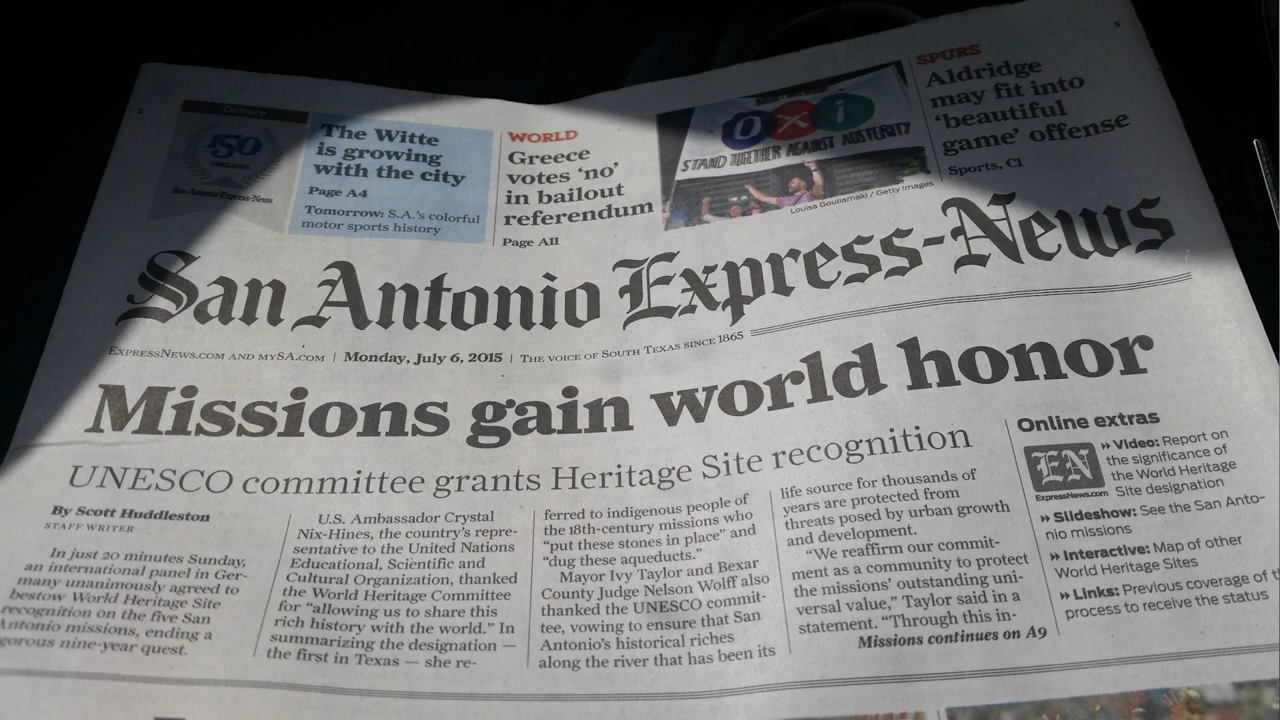 Culture
150
1865-2015
San Antonio Express-News
The Witte
is growing
with the city
Page A4
Tomorrow: S.A.'s colorful
motor sports history
WORLD
Greece
votes 'no'
in bailout
referendum
Page A11
OXI
STAND TOGETHER AGAINST AUSTERITY
Louisa Gouliamaki / Getty Images
SPURS
Aldridge
may fit into
'beautiful
game' offense
Sports, C1
San Antonio Express-News
EXPRESSNEWS.COM AND MYSA.COM | Monday, July 6, 2015 | THE VOICE OF SOUTH TEXAS SINCE 1865
Missions gain world honor
UNESCO committee grants Heritage Site recognition
By Scott Huddleston
STAFF WRITER
In just 20 minutes Sunday,
an international panel in Ger-
many unanimously agreed to
bestow World Heritage Site
recognition on the five San
Antonio missions, ending a
gorous nine-year quest.
U.S. Ambassador Crystal
Nix-Hines, the country's repre-
sentative to the United Nations
Educational, Scientific and
Cultural Organization, thanked
the World Heritage Committee
for "allowing us to share this
rich history with the world." In
summarizing the designation —
the first in Texas — she re-
ferred to indigenous people of
the 18th-century missions who
"put these stones in place" and
"dug these aqueducts."
Mayor Ivy Taylor and Bexar
County Judge Nelson Wolff also
thanked the UNESCO commit-
tee, vowing to ensure that San
Antonio's historical riches
along the river that has been its
life source for thousands of
years are protected from
threats posed by urban growth
and development.
"We reaffirm our commit-
ment as a community to protect
the missions' outstanding uni-
versal value," Taylor said in a
statement. "Through this in-
Missions continues on A9
Online extras
EN
ExpressNews.com
» Video: Report on
the significance of
the World Heritage
Site designation
» Slideshow: See the San Anto-
nio missions
» Interactive: Map of other
World Heritage Sites
» Links: Previous coverage of t
process to receive the status